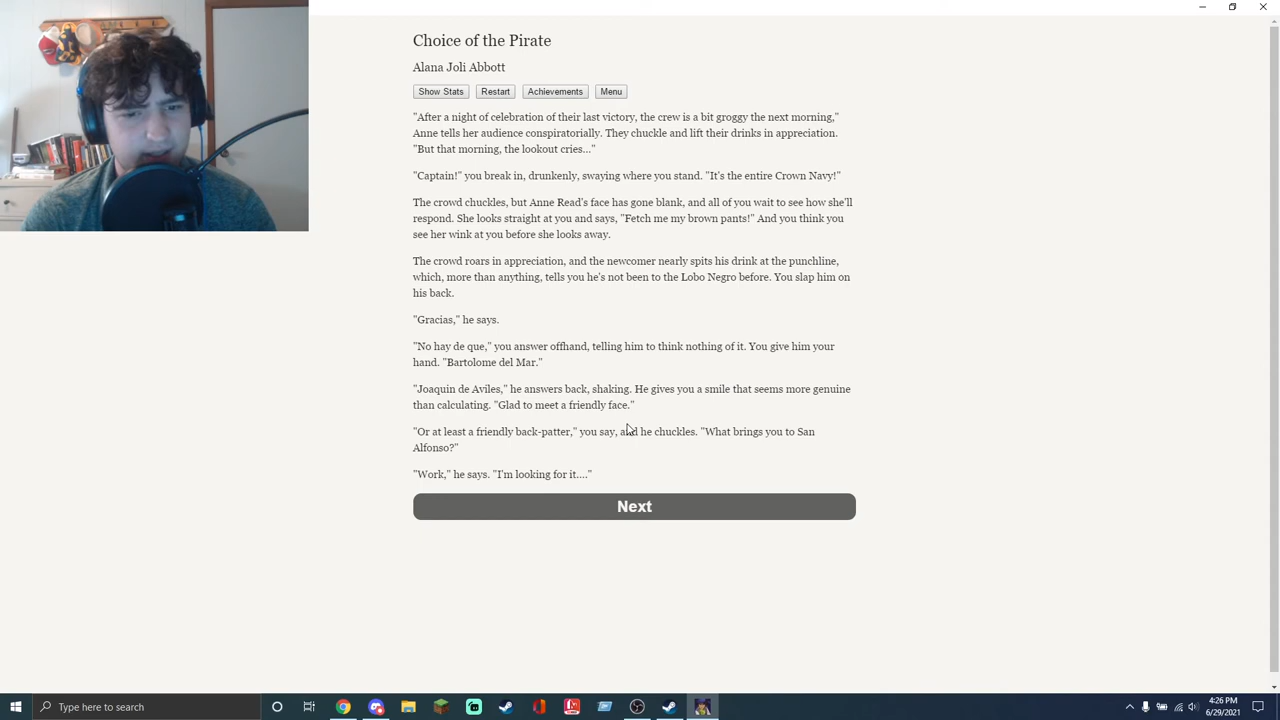 Choice of the Pirate
Alana Joli Abbott
Show Stats Restart Achievements Menu
"After a night of celebration of their last victory, the crew is a bit groggy the next morning,"
Anne tells her audience conspiratorially. They chuckle and lift their drinks in appreciation.
"But that morning, the lookout cries..."
"Captain!" you break in, drunkenly, swaying where you stand. "It's the entire Crown Navy!"
The crowd chuckles, but Anne Read's face has gone blank, and all of you wait to see how she'll
respond. She looks straight at you and says, "Fetch me my brown pants!" And you think you
see her wink at you before she looks away.
The crowd roars in appreciation, and the newcomer nearly spits his drink at the punchline,
which, more than anything, tells you he's not been to the Lobo Negro before. You slap him on
his back.
"Gracias," he says.
"No hay de que," you answer offhand, telling him to think nothing of it. You give him your
hand. "Bartolome del Mar."
"Joaquin de Aviles," he answers back, shaking. He gives you a smile that seems more genuine
than calculating. "Glad to meet a friendly face."
"Or at least a friendly back-patter," you say, and he chuckles. "What brings you to San
Alfonso?"
"Work," he says. "I'm looking for it...."
Next
Type here to search
4:26 PM
6/29/2021